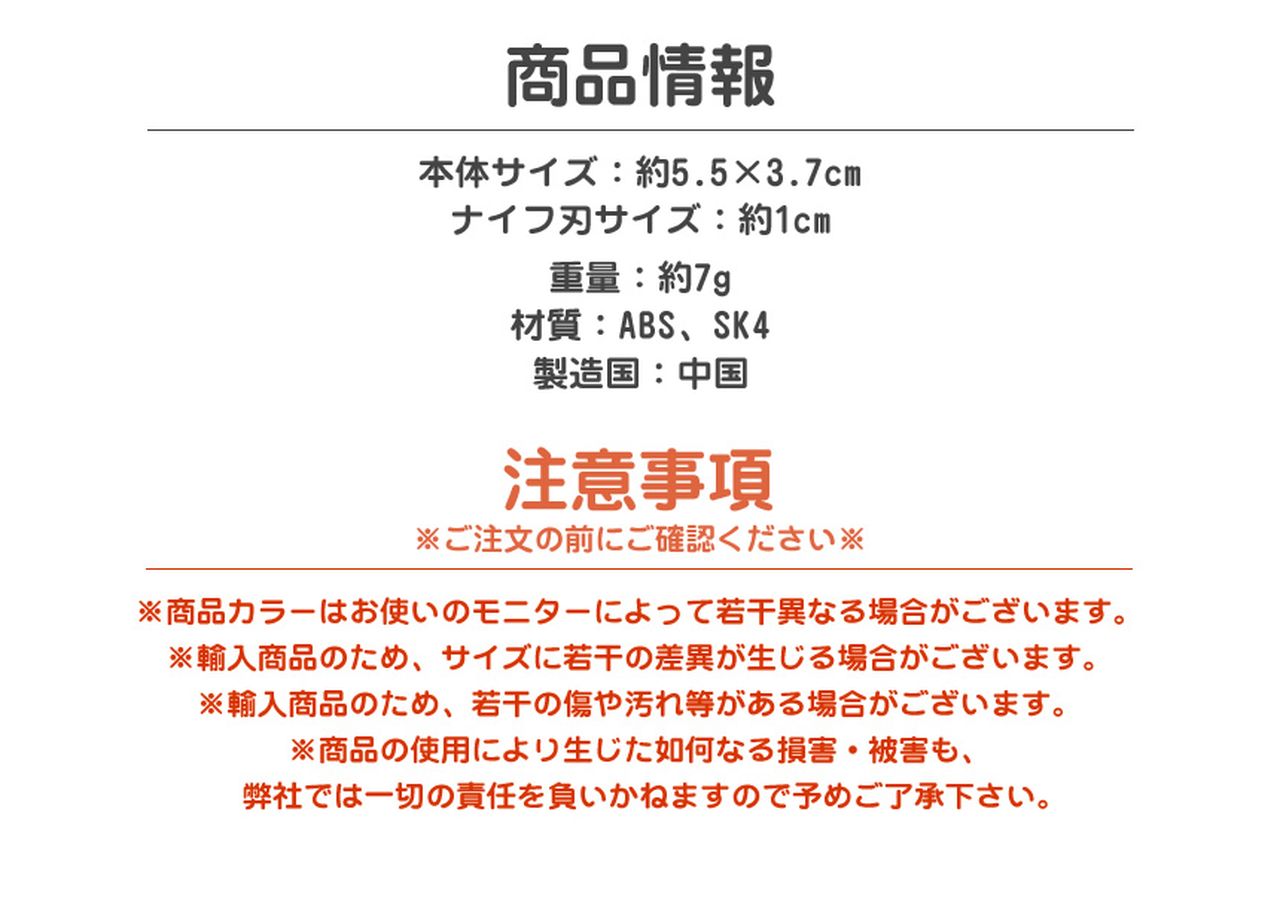 商品情報
本体サイズ：約5.5×3.7cm
ナイフ刃サイズ：約1cm
重量：約7g
材質：ABS、SK4
製造国：中国
注意事項
※ご注文の前にご確認ください※
※商品カラーはお使いのモニターによって若干異なる場合がございます。
※輸入商品のため、サイズに若干の差異が生じる場合がございます。
※輸入商品のため、若干の傷や汚れ等がある場合がございます。
※商品の使用により生じた如何なる損害・被害も、
弊社では一切の責任を負いかねますので予めご了承下さい。